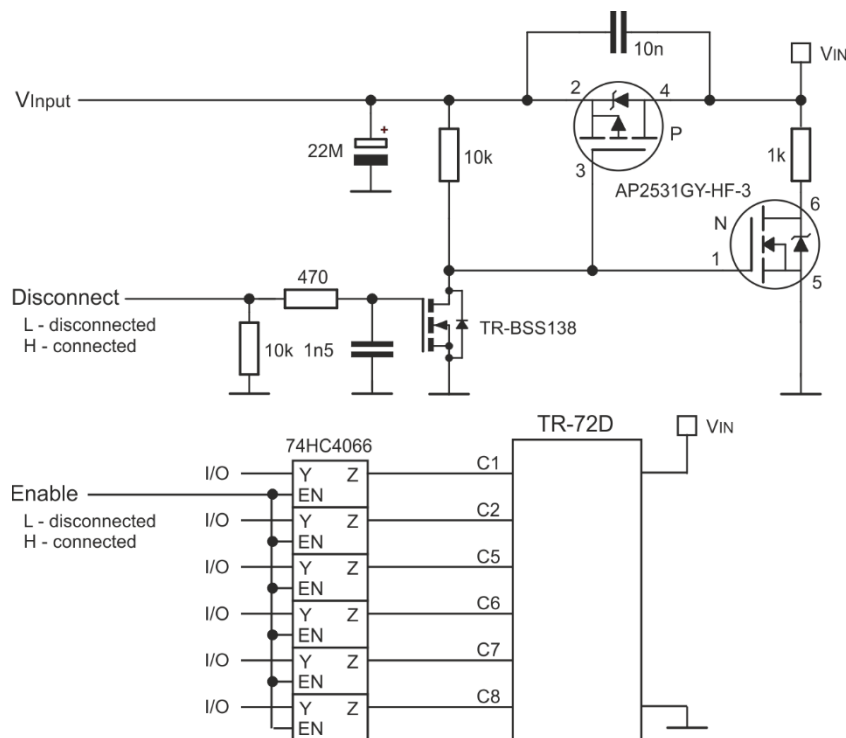 10n
VIN
VInput
2
4
P
22M
+
10k
3
1k
AP2531GY-HF-3
6
N
1
5
470
Disconnect
L - disconnected
H - connected
10k
1n5
TR-BSS138
TR-72D
VIN
74HC4066
I/O
Y
Z
C1
Enable
EN
L - disconnected
H - connected
I/O
Y
Z
C2
EN
I/O
Y
Z
C5
EN
I/O
Y
Z
C6
EN
I/O
Y
Z
C7
EN
I/O
Y
Z
C8
EN